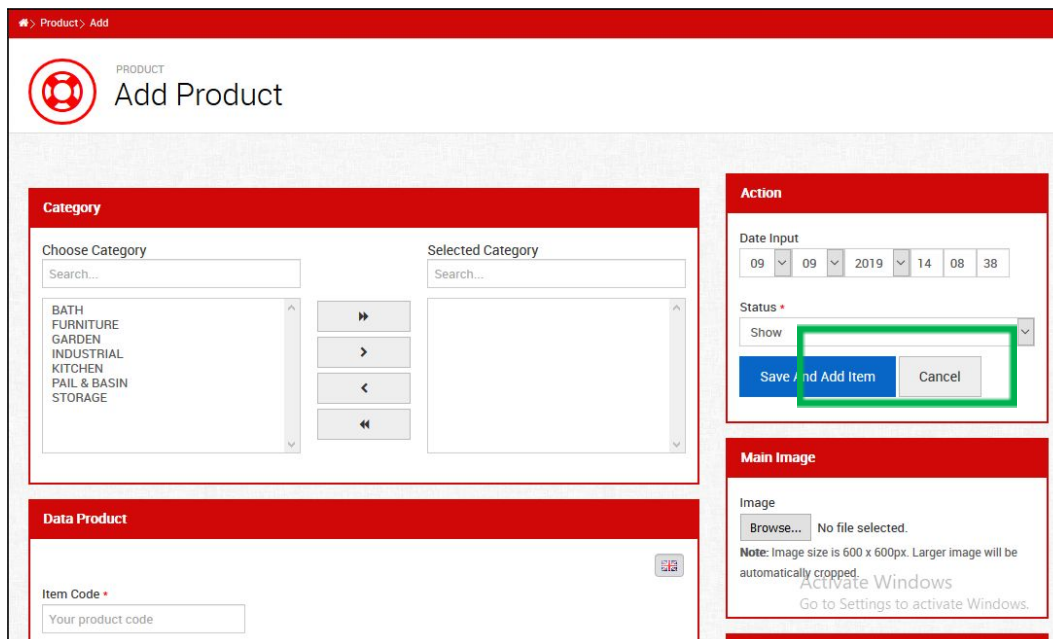 > Product > Add
PRODUCT
Add Product
Category
Choose Category
Search...
BATH
FURNITURE
GARDEN
INDUSTRIAL
KITCHEN
PAIL & BASIN
STORAGE
Selected Category
Search...
Data Product
Item Code *
Your product code
Action
Date Input
09 09 2019 14 08 38
Status *
Show
Save And Add Item Cancel
Main Image
Image
Browse... No file selected.
Note: Image size is 600 x 600px. Larger image will be
automatically cropped.
Activate Windows
Go to Settings to activate Windows.